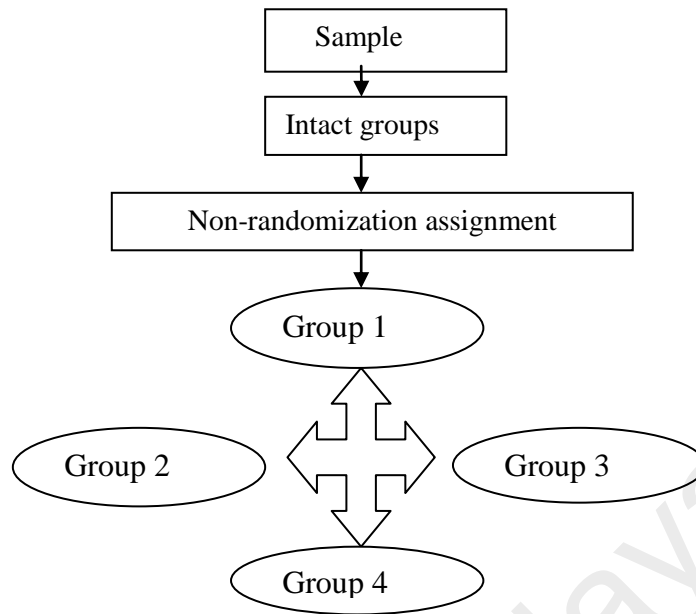 Sample
Intact groups
Non-randomization assignment
Group 1
Group 2
Group 3
Group 4